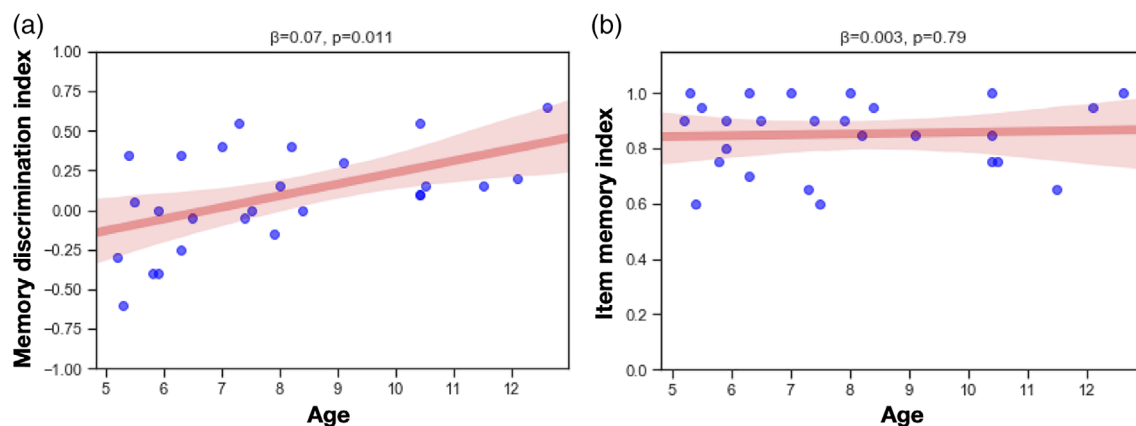 (a)
β=0.07, p=0.011
Memory discrimination index
1.00
0.75
0.50
0.25
0.00
−0.25
−0.50
−0.75
−1.00
5 6 7 8 9 10 11 12
Age
(b)
β=0.003, p=0.79
Item memory index
1.0
0.8
0.6
0.4
0.2
0.0
5 6 7 8 9 10 11 12
Age